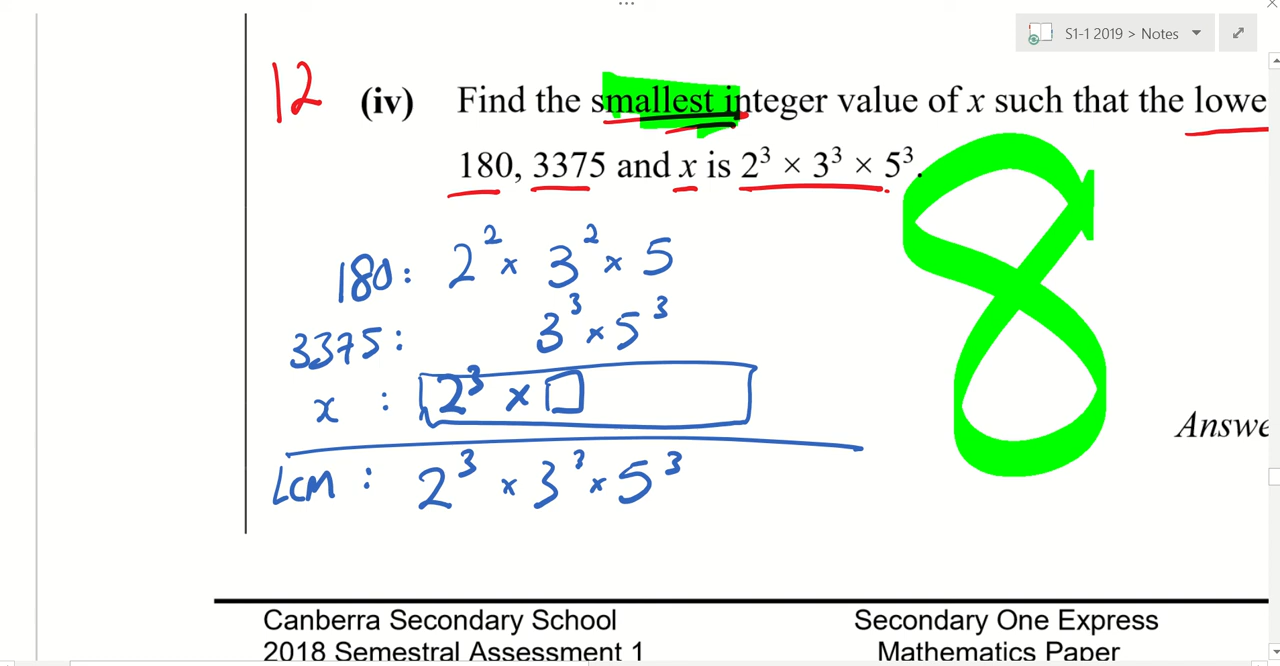 S1-1 2019 > Notes
12 (iv) Find the smallest integer value of x such that the lowe
180, 3375 and x is 2³ × 3³ × 5³.
180: 2² × 3² × 5
3375: 3³ × 5³
x : 2³ × □
LCM: 2³ × 3³ × 5³
8
Answe
Canberra Secondary School
2018 Semestral Assessment 1
Secondary One Express
Mathematics Paper